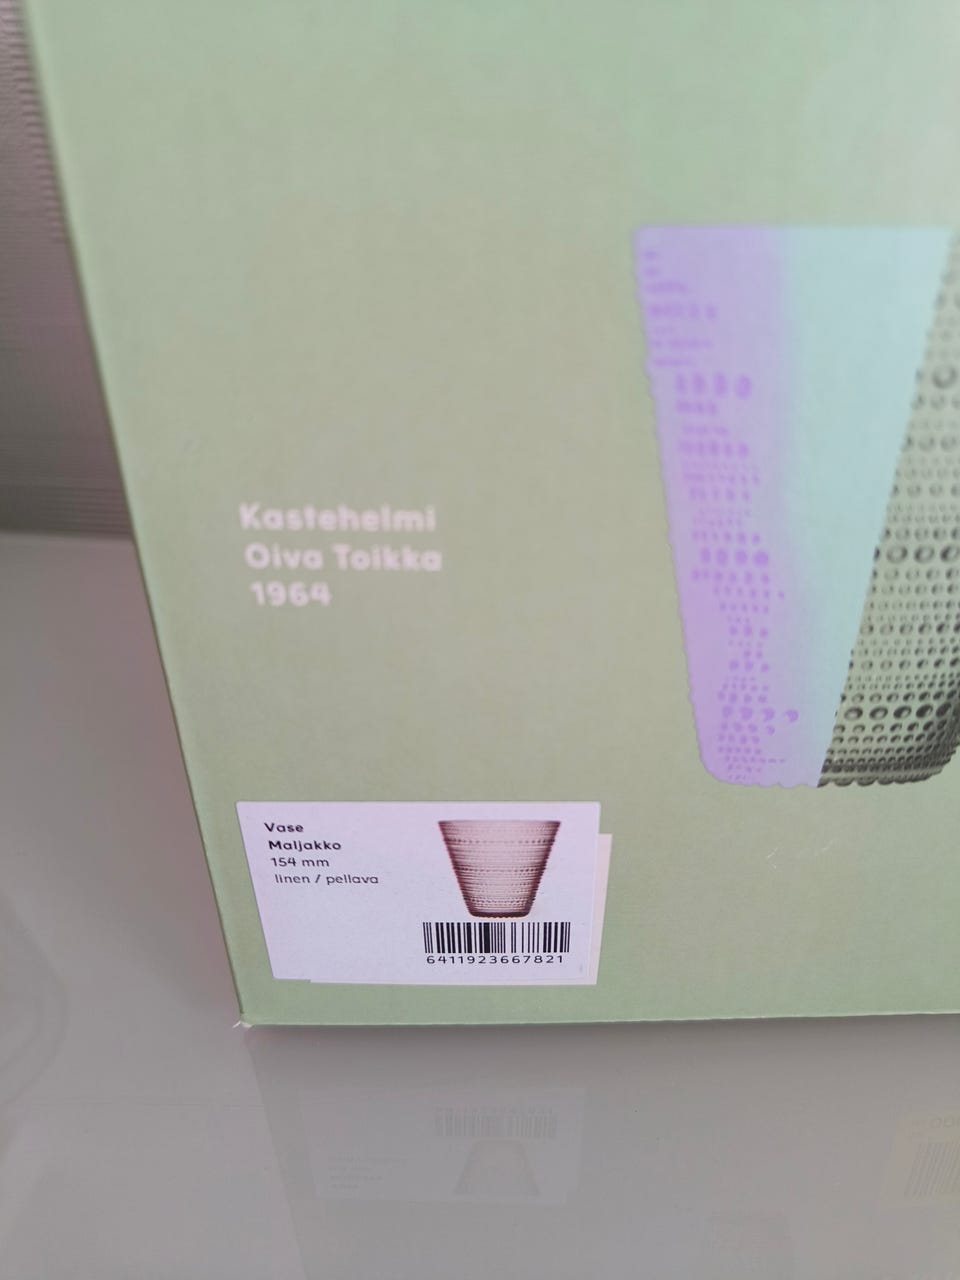 Kastehelmi
Oiva Toikka
1964
Vase
Maljakko
154 mm
linen / pellava
6411923667821